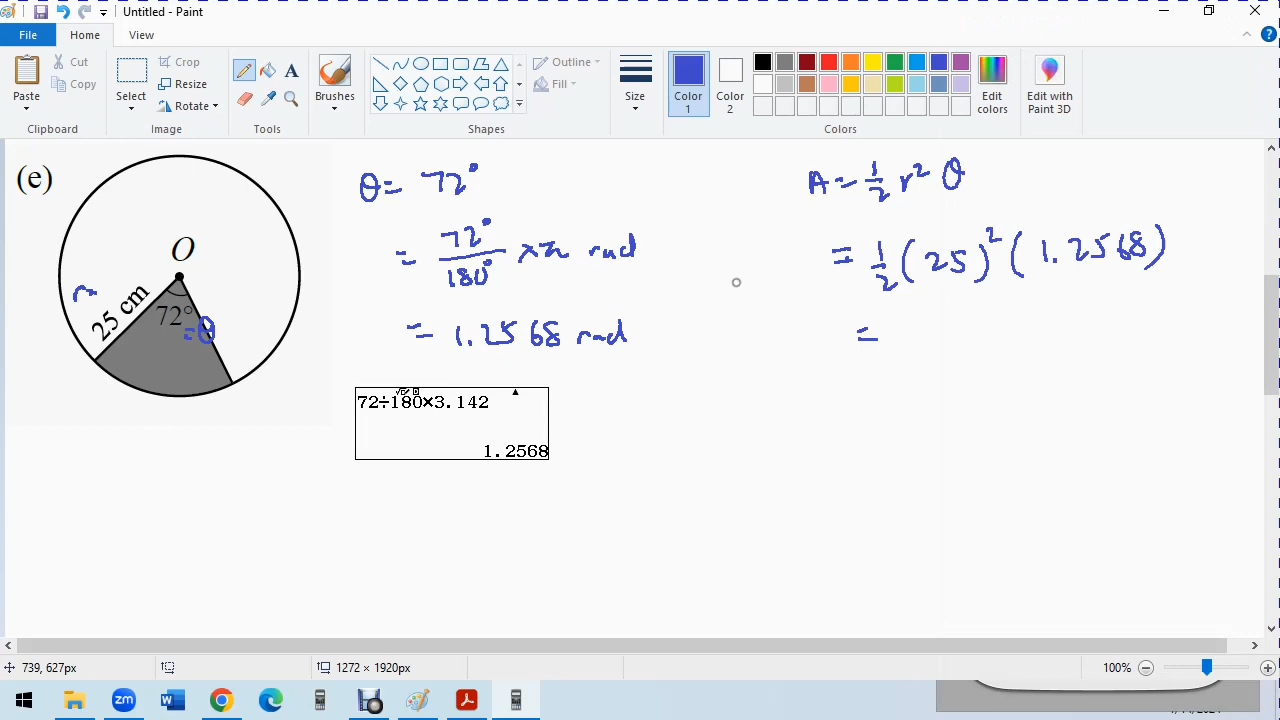 Untitled - Paint
File Home View
Paste Cut Copy Clipboard
Select Crop Resize Rotate Image
Tools
Brushes
Shapes Outline Fill
Size
Color 1 Color 2 Edit colors Colors
Edit with Paint 3D
(e)
O
r
25 cm
72°
=θ
θ= 72°
= 72°/180° ×π rad
= 1.2568 rad
72÷180×3.142
1.2568
A = 1/2 r² θ
= 1/2 (25)² (1.2568)
=
739, 627px 1272 × 1920px 100%
zm W